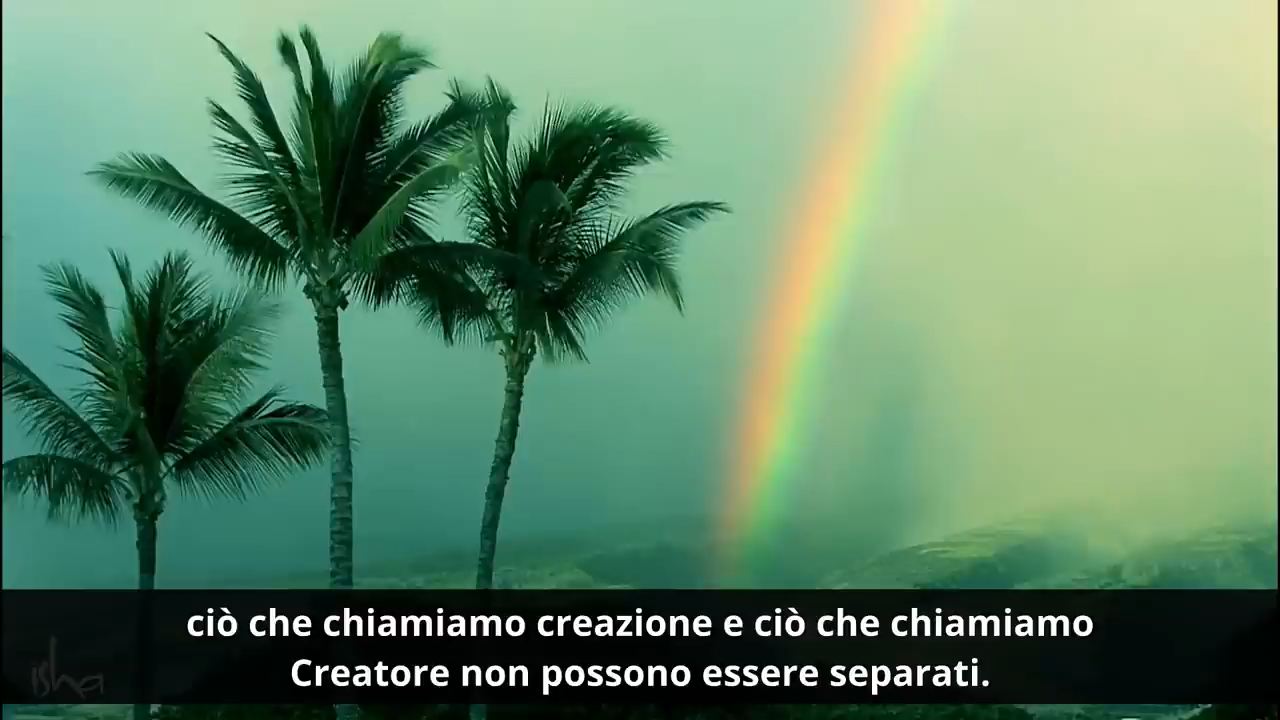 ciò che chiamiamo creazione e ciò che chiamiamo
Creatore non possono essere separati.
isha